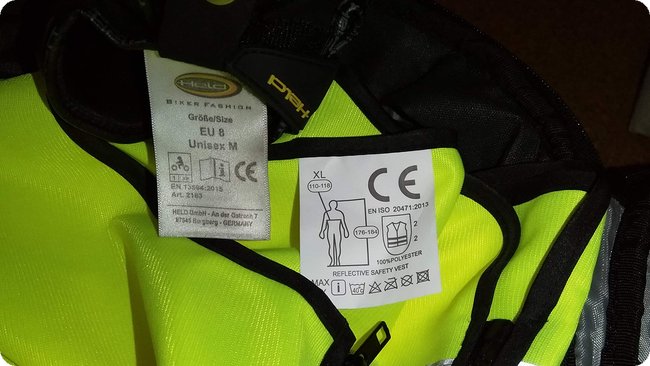 Held
BIKER FASHION
Größe/Size
EU 8
Unisex M
i
CE
EN 13594:2015
Art. 2163
HELD GmbH - An der Ostrach 7
87545 Burgberg - GERMANY
Held
XL
110-118
CE
EN ISO 20471:2013
176-184
2
2
100%POLYESTER
REFLECTIVE SAFETY VEST
MAX
i
40